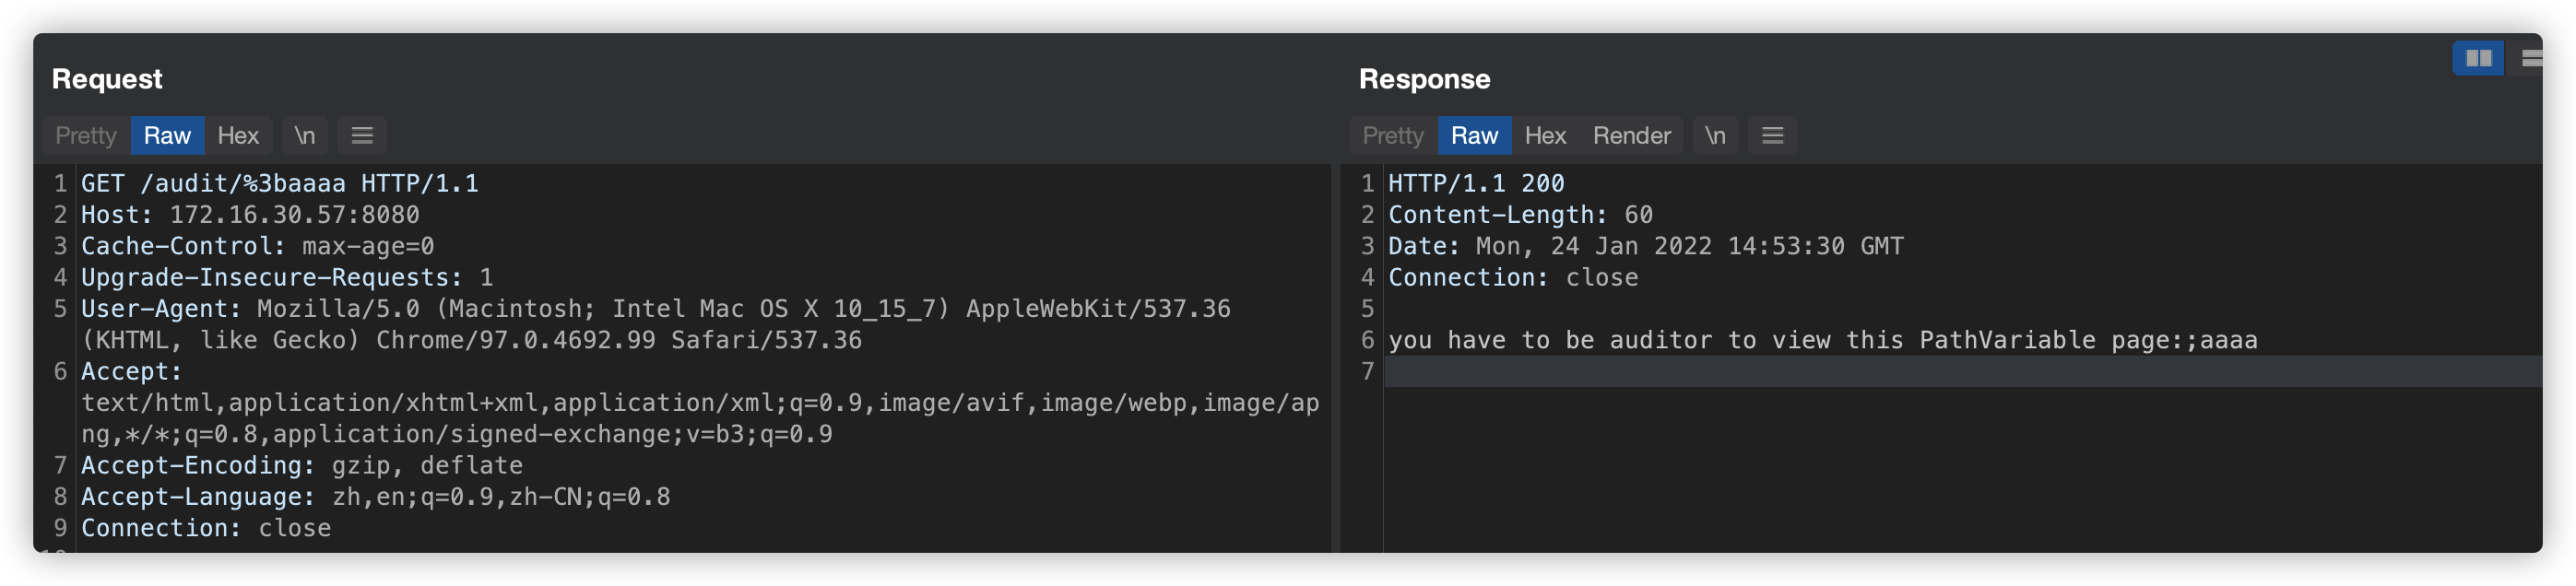 Request
Pretty Raw Hex \n
1 GET /audit/%3baaaa HTTP/1.1
2 Host: 172.16.30.57:8080
3 Cache-Control: max-age=0
4 Upgrade-Insecure-Requests: 1
5 User-Agent: Mozilla/5.0 (Macintosh; Intel Mac OS X 10_15_7) AppleWebKit/537.36
(KHTML, like Gecko) Chrome/97.0.4692.99 Safari/537.36
6 Accept:
text/html,application/xhtml+xml,application/xml;q=0.9,image/avif,image/webp,image/ap
ng,*/*;q=0.8,application/signed-exchange;v=b3;q=0.9
7 Accept-Encoding: gzip, deflate
8 Accept-Language: zh,en;q=0.9,zh-CN;q=0.8
9 Connection: close
Response
Pretty Raw Hex Render \n
1 HTTP/1.1 200
2 Content-Length: 60
3 Date: Mon, 24 Jan 2022 14:53:30 GMT
4 Connection: close
5
6 you have to be auditor to view this PathVariable page:;aaaa
7